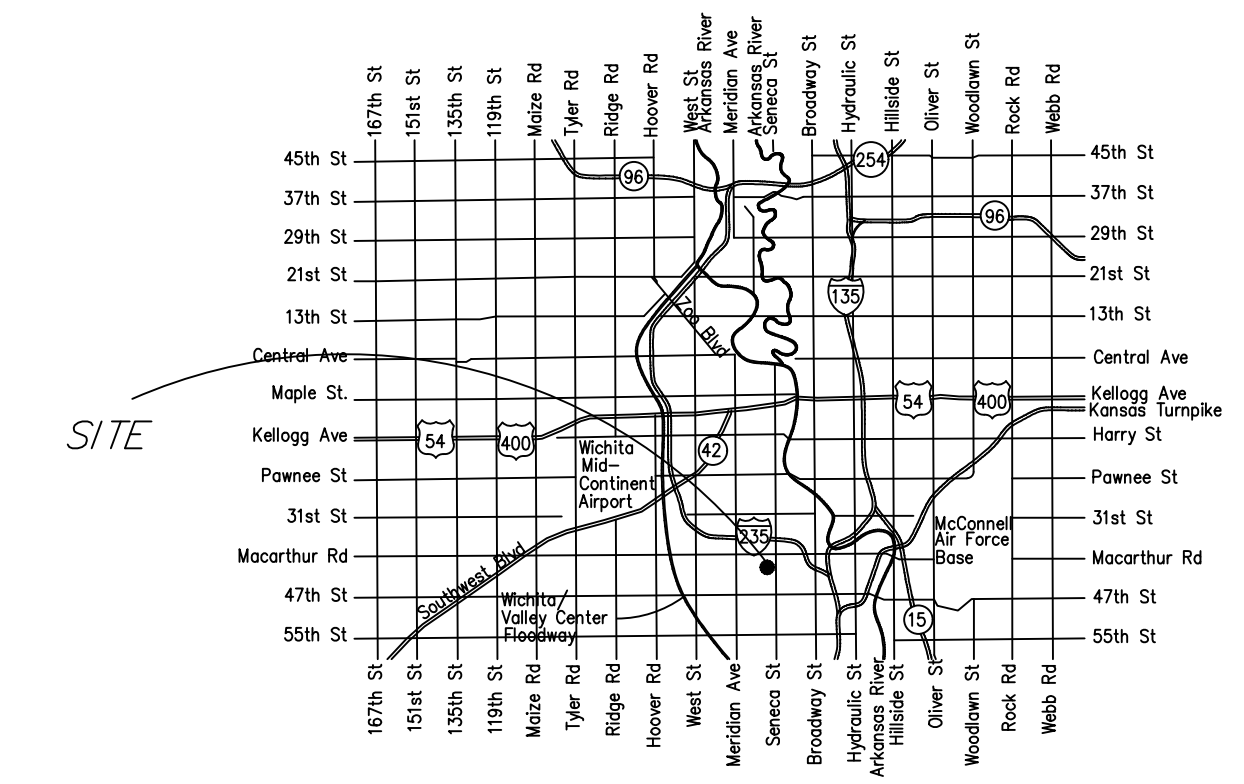 167th St
151st St
135th St
119th St
Maize Rd
Tyler Rd
Ridge Rd
Hoover Rd
West St
Arkansas River
Meridian Ave
Arkansas River
Seneca St
Broadway St
Hydraulic St
Hillside St
Oliver St
Woodlawn St
Rock Rd
Webb Rd
45th St
254
45th St
96
37th St
37th St
96
29th St
29th St
21st St
21st St
135
13th St
13th St
Zoo Blvd
Central Ave
Central Ave
Maple St.
54
400
Kellogg Ave
Kansas Turnpike
SITE
Kellogg Ave
54
400
42
Harry St
Wichita
Mid-
Continent
Airport
Pawnee St
Pawnee St
31st St
31st St
235
McConnell
Air Force
Base
Macarthur Rd
Macarthur Rd
Southwest Blvd
47th St
47th St
Wichita/
Valley Center
Floodway
15
55th St
55th St
167th St
151st St
135th St
119th St
Maize Rd
Tyler Rd
Ridge Rd
Hoover Rd
West St
Meridian Ave
Seneca St
Broadway St
Hydraulic St
Arkansas River
Hillside St
Oliver St
Woodlawn St
Rock Rd
Webb Rd